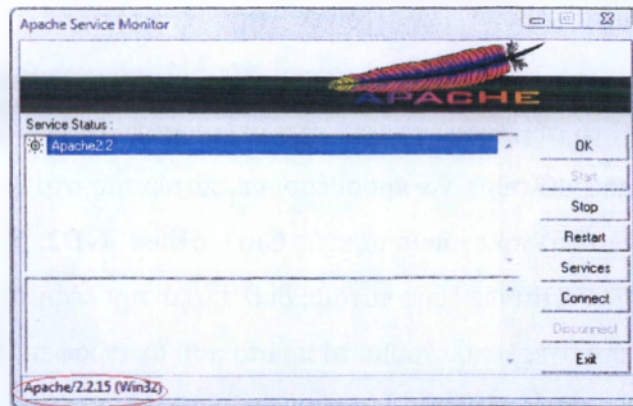 Apache Service Monitor
APACHE
Service Status :
Apache2.2
OK
Start
Stop
Restart
Services
Connect
Disconnect
Exit
Apache/2.2.15 (Win32)